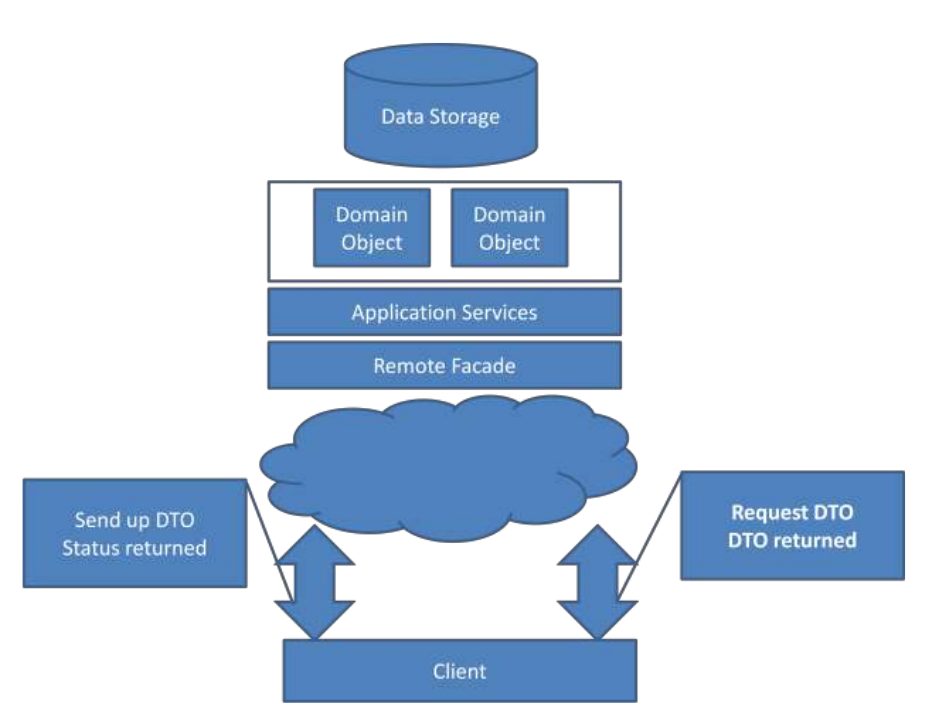 Data Storage
Domain
Object
Domain
Object
Application Services
Remote Facade
Send up DTO
Status returned
Request DTO
DTO returned
Client